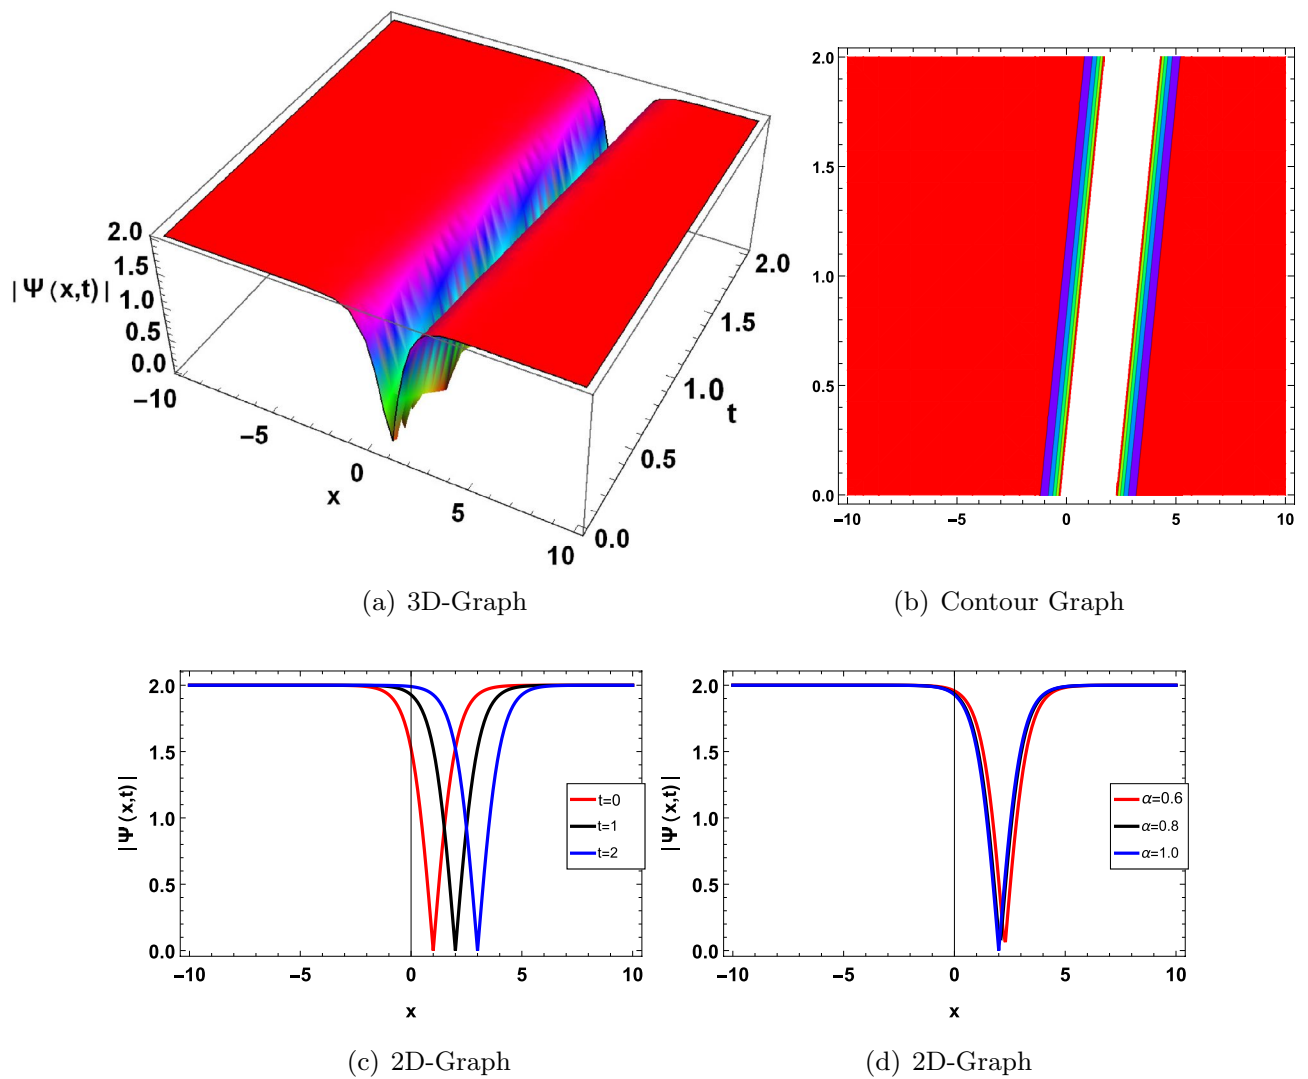 2.0
1.5
|Ψ(x,t)|
1.0
0.5
0.0
−10
−5
0
x
5
10
0.0
0.5
1.0
t
1.5
2.0
(a) 3D-Graph
2.0
1.5
1.0
0.5
0.0
−10 −5 0 5 10
(b) Contour Graph
2.0
1.5
1.0
0.5
0.0
|Ψ(x,t)|
−10 −5 0 5 10
x
t=0
t=1
t=2
(c) 2D-Graph
2.0
1.5
1.0
0.5
0.0
|Ψ(x,t)|
−10 −5 0 5 10
x
α=0.6
α=0.8
α=1.0
(d) 2D-Graph